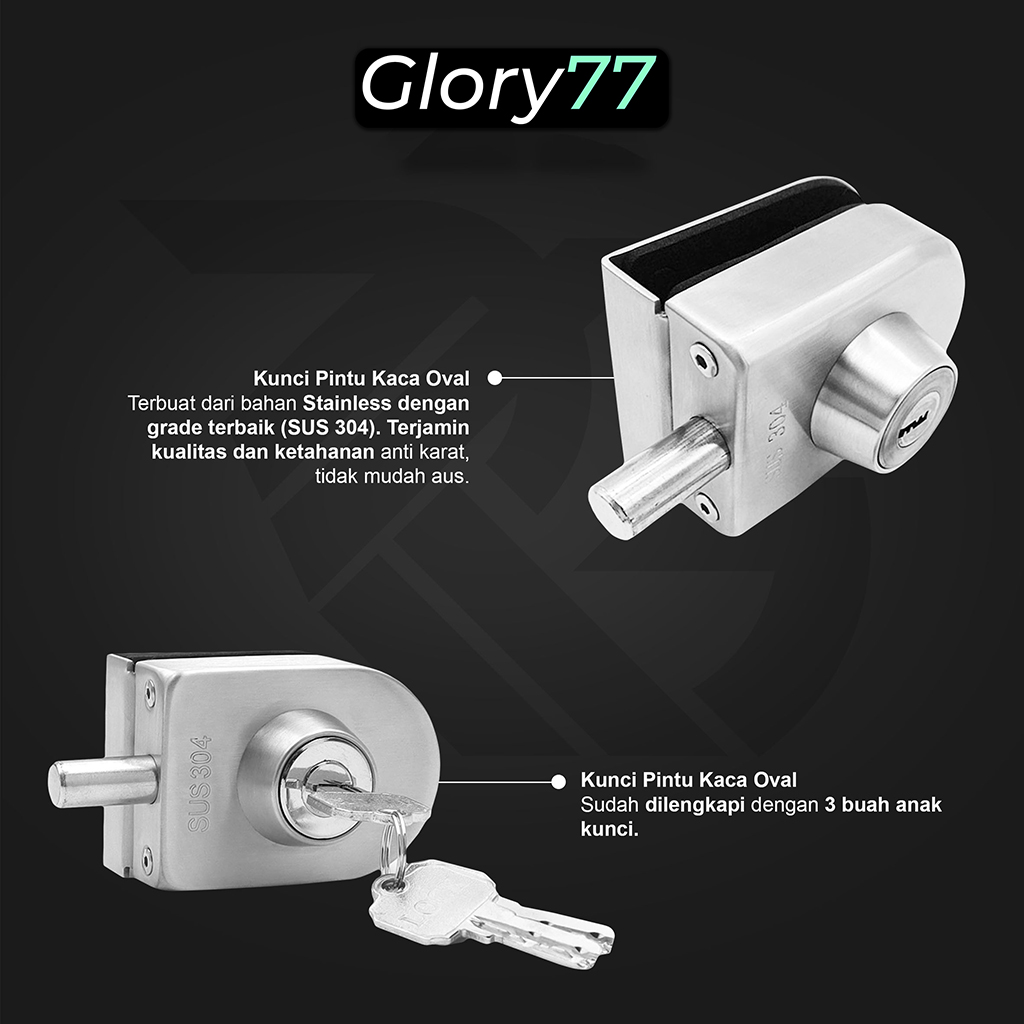 Glory77
Kunci Pintu Kaca Oval
Terbuat dari bahan Stainless dengan
grade terbaik (SUS 304). Terjamin
kualitas dan ketahanan anti karat,
tidak mudah aus.
SUS 304
SUS 304
Kunci Pintu Kaca Oval
Sudah dilengkapi dengan 3 buah anak
kunci.